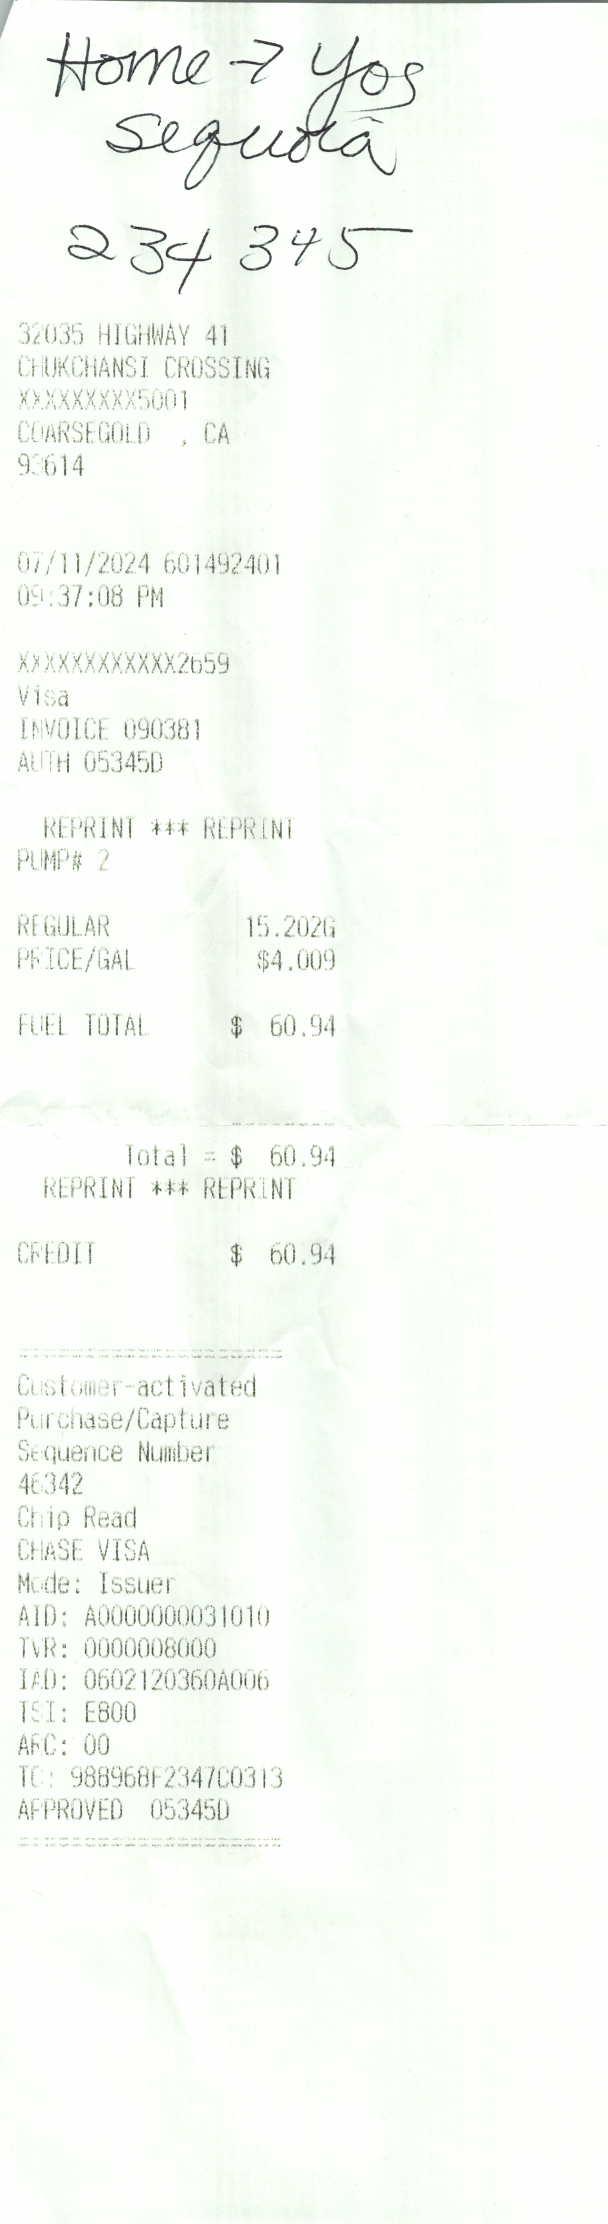 Home → Yos
Sequoia
234 345
32035 HIGHWAY 41
CHUKCHANSI CROSSING
XXXXXXXXX5001
COARSEGOLD , CA
93614
07/11/2024 601492401
09:37:08 PM
XXXXXXXXXXXX2659
Visa
INVOICE 090381
AUTH 05345D
REPRINT *** REPRINT
PUMP# 2
REGULAR 15.202G
PRICE/GAL $4.009
FUEL TOTAL $ 60.94
Total = $ 60.94
REPRINT *** REPRINT
CREDIT $ 60.94
Customer-activated
Purchase/Capture
Sequence Number
46342
Chip Read
CHASE VISA
Mode: Issuer
AID: A0000000031010
TVR: 0000008000
IAD: 0602120360A006
TSI: E800
ARC: 00
TC: 988968F2347C0313
APPROVED 05345D